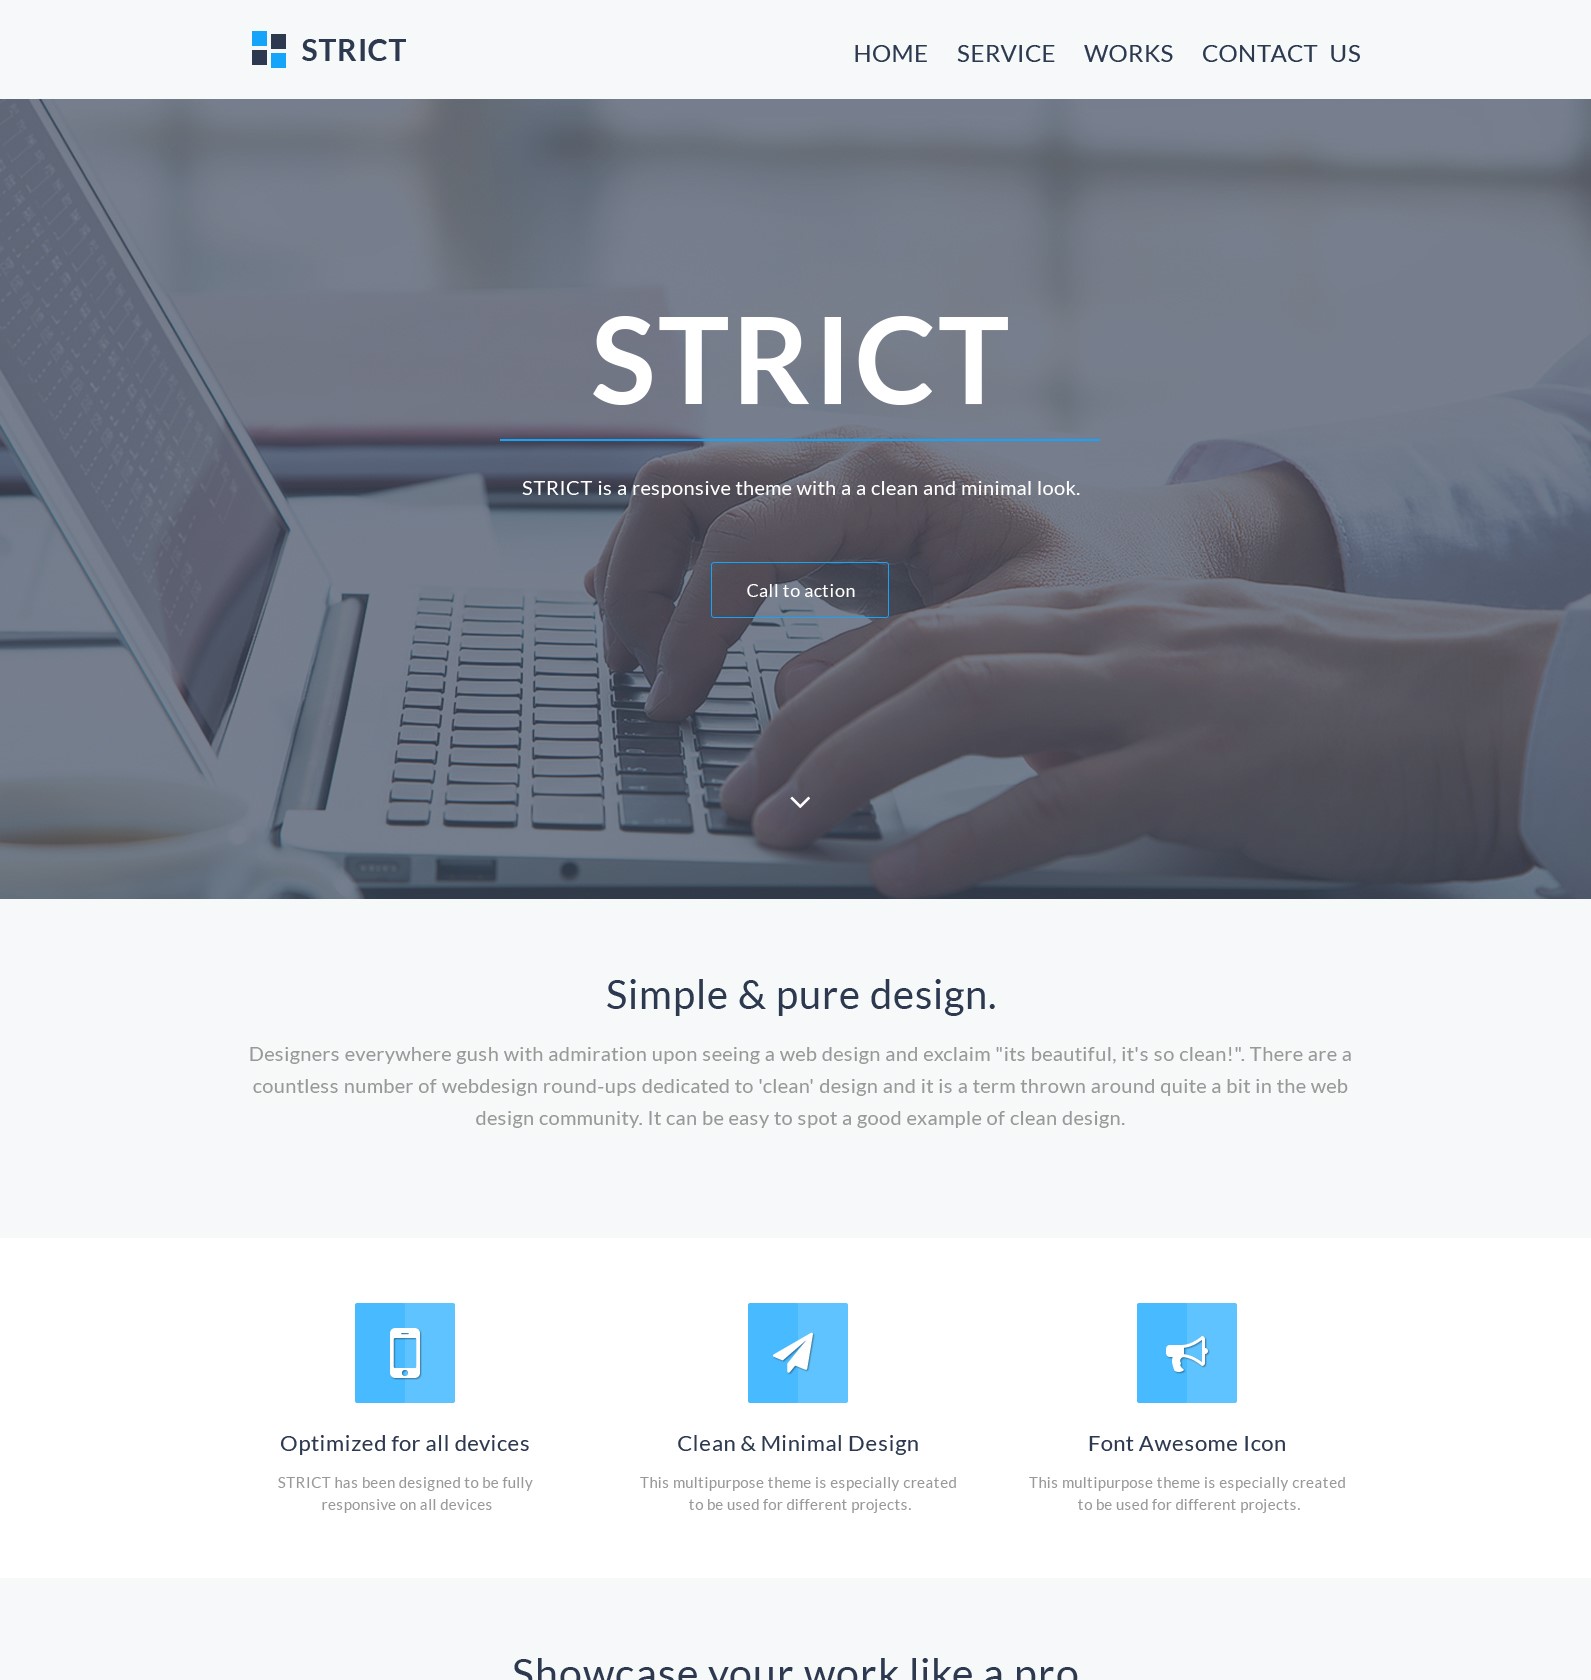 STRICT
HOME SERVICE WORKS CONTACT US
STRICT
STRICT is a responsive theme with a a clean and minimal look.
Call to action
Simple & pure design.
Designers everywhere gush with admiration upon seeing a web design and exclaim "its beautiful, it's so clean!". There are a
countless number of webdesign round-ups dedicated to 'clean' design and it is a term thrown around quite a bit in the web
design community. It can be easy to spot a good example of clean design.
Optimized for all devices
STRICT has been designed to be fully
responsive on all devices
Clean & Minimal Design
This multipurpose theme is especially created
to be used for different projects.
Font Awesome Icon
This multipurpose theme is especially created
to be used for different projects.
Showcase your work like a pro